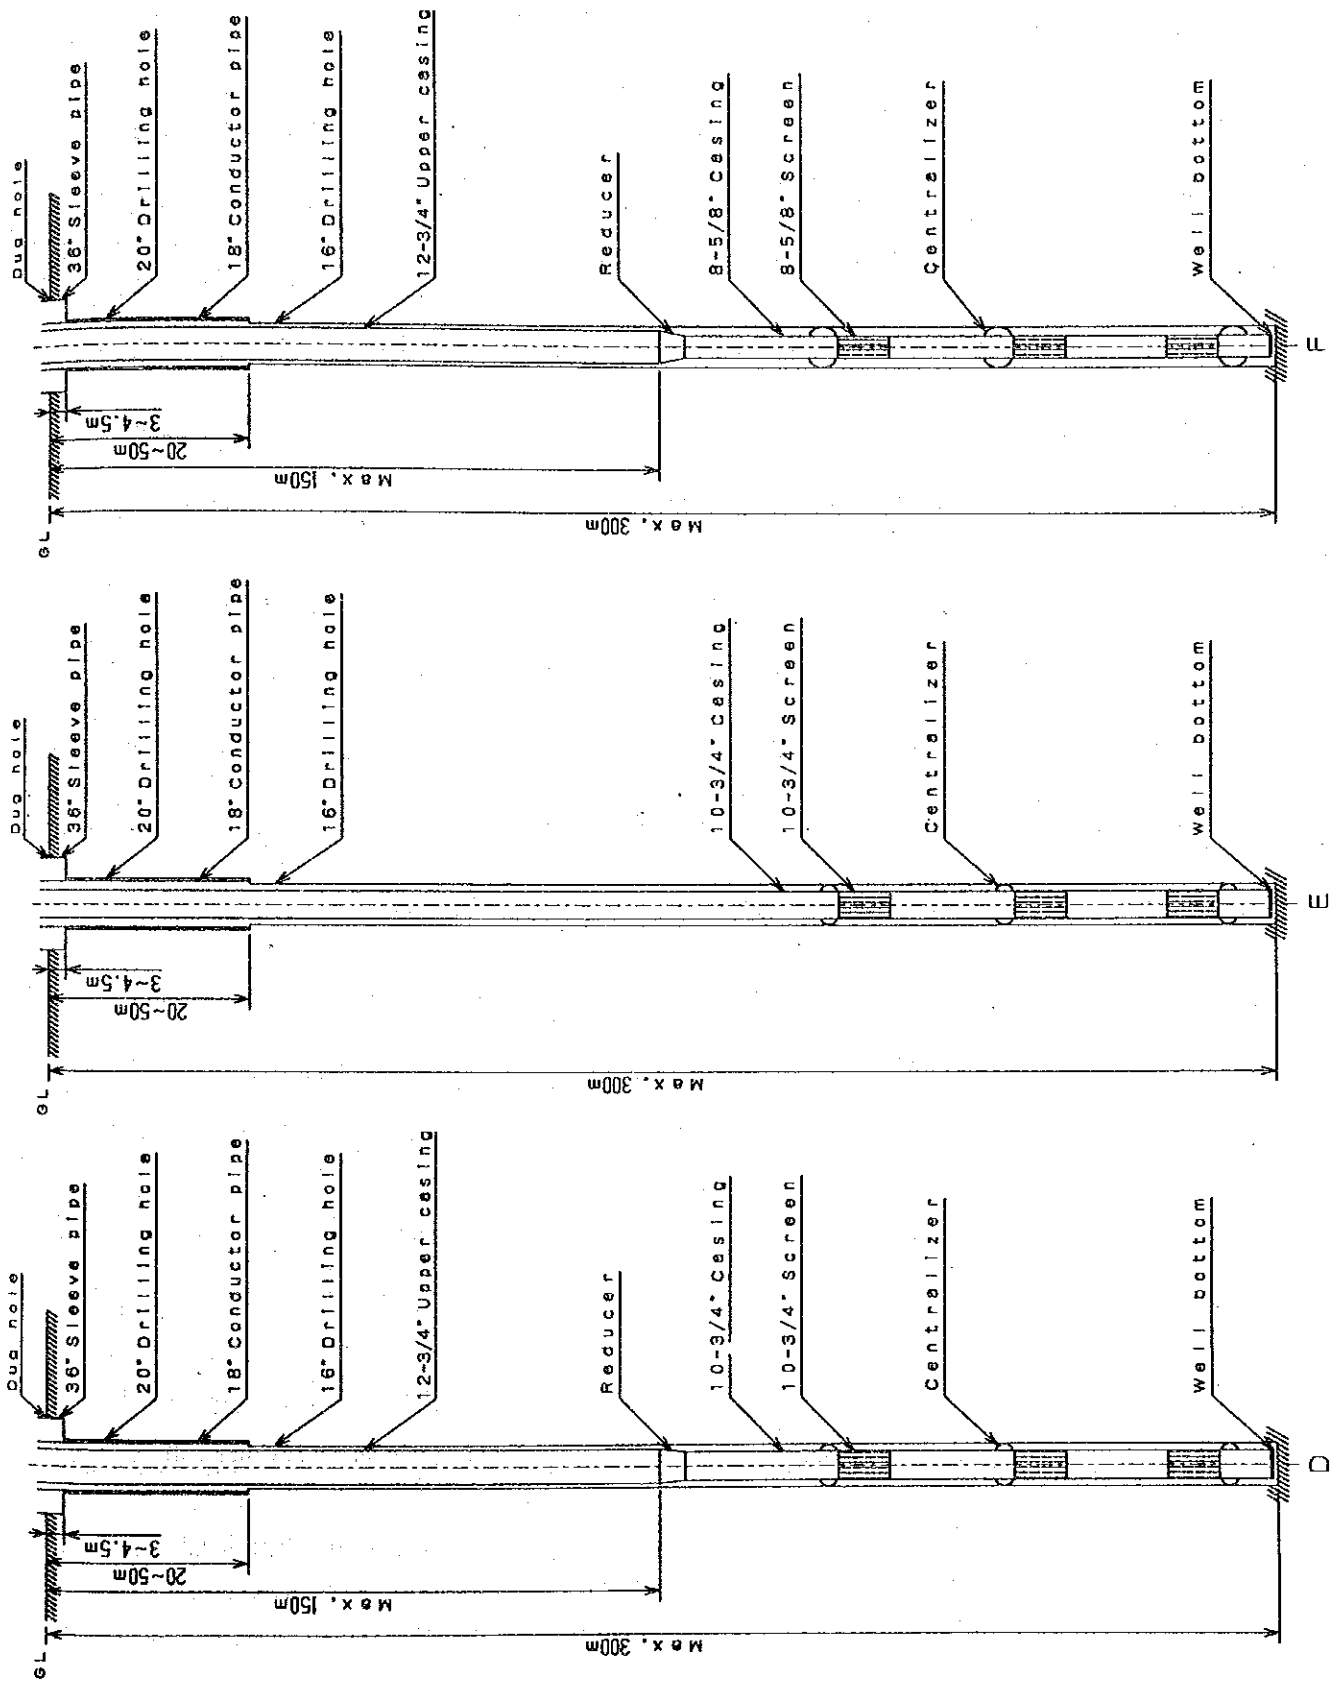 GL
Dug hole
36" Sleeve pipe
20" Drilling hole
18" Conductor pipe
16" Drilling hole
12-3/4" Upper casing
Reducer
10-3/4" Casing
10-3/4" Screen
Centralizer
Well bottom
3~4.5m
20~50m
Max. 150m
Max. 300m
D
GL
Dug hole
36" Sleeve pipe
20" Drilling hole
18" Conductor pipe
16" Drilling hole
10-3/4" Casing
10-3/4" Screen
Centralizer
Well bottom
3~4.5m
20~50m
Max. 300m
E
GL
Dug hole
36" Sleeve pipe
20" Drilling hole
18" Conductor pipe
16" Drilling hole
12-3/4" Upper casing
Reducer
8-5/8" Casing
8-5/8" Screen
Centralizer
Well bottom
3~4.5m
20~50m
Max. 150m
Max. 300m
F